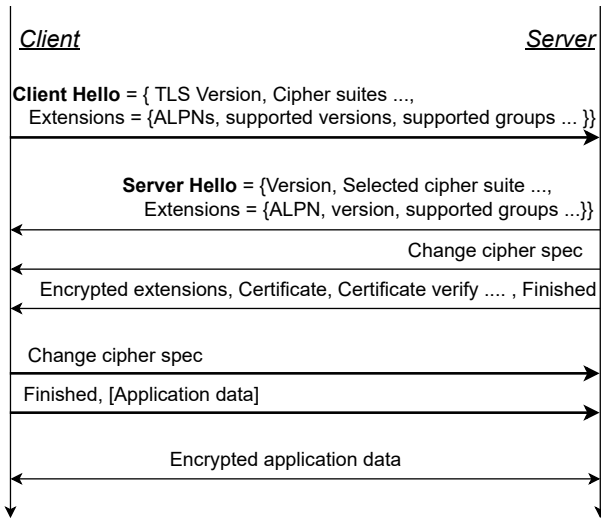 Client
Server
Client Hello = { TLS Version, Cipher suites ...,
Extensions = {ALPNs, supported versions, supported groups ... }}
Server Hello = {Version, Selected cipher suite ...,
Extensions = {ALPN, version, supported groups ...}}
Change cipher spec
Encrypted extensions, Certificate, Certificate verify .... , Finished
Change cipher spec
Finished, [Application data]
Encrypted application data